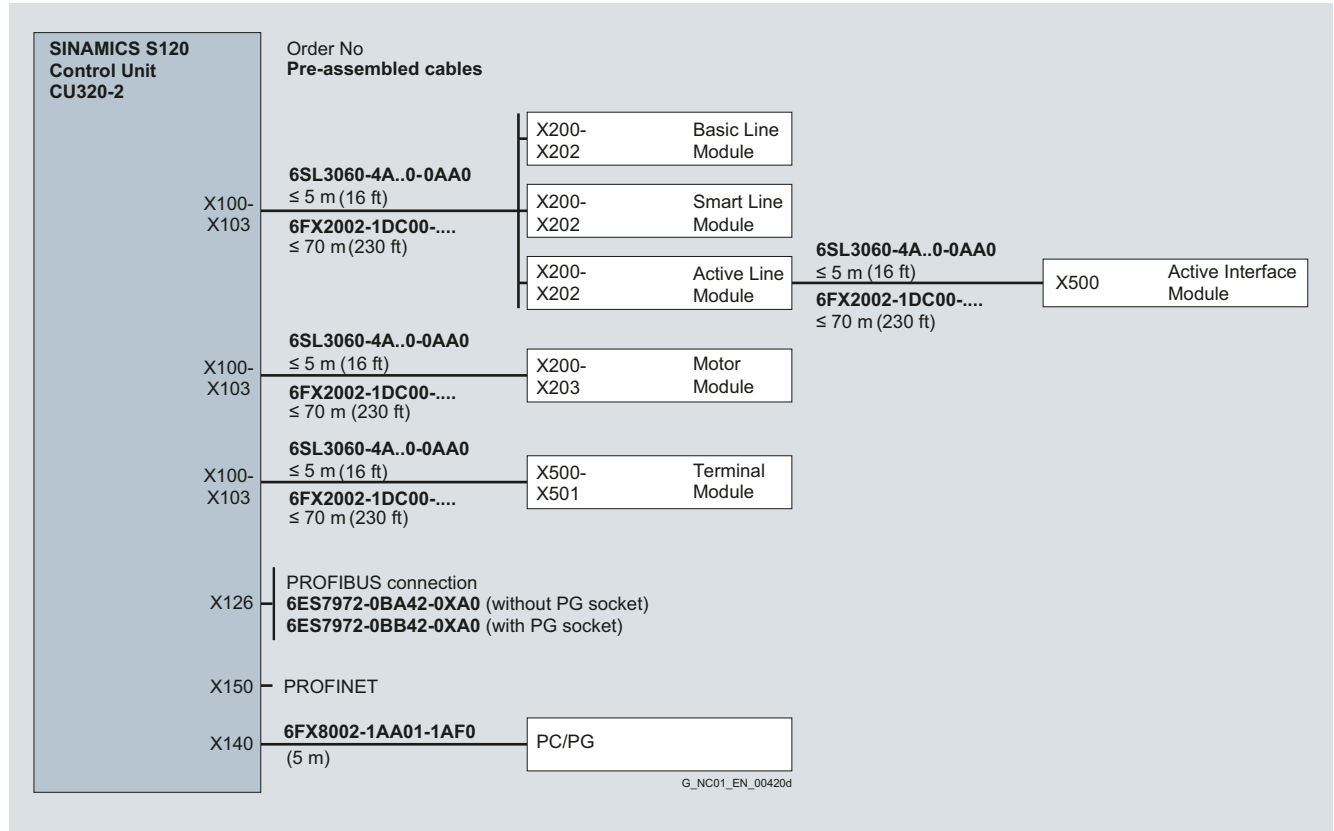 SINAMICS S120
Control Unit
CU320-2
Order No
Pre-assembled cables
X100-
X103
6SL3060-4A..0-0AA0
≤ 5 m (16 ft)
6FX2002-1DC00-....
≤ 70 m (230 ft)
X200-
X202
Basic Line
Module
X200-
X202
Smart Line
Module
X200-
X202
Active Line
Module
6SL3060-4A..0-0AA0
≤ 5 m (16 ft)
6FX2002-1DC00-....
≤ 70 m (230 ft)
X500
Active Interface
Module
X100-
X103
6SL3060-4A..0-0AA0
≤ 5 m (16 ft)
6FX2002-1DC00-....
≤ 70 m (230 ft)
X200-
X203
Motor
Module
X100-
X103
6SL3060-4A..0-0AA0
≤ 5 m (16 ft)
6FX2002-1DC00-....
≤ 70 m (230 ft)
X500-
X501
Terminal
Module
X126
PROFIBUS connection
6ES7972-0BA42-0XA0 (without PG socket)
6ES7972-0BB42-0XA0 (with PG socket)
X150
PROFINET
X140
6FX8002-1AA01-1AF0
(5 m)
PC/PG
G_NC01_EN_00420d